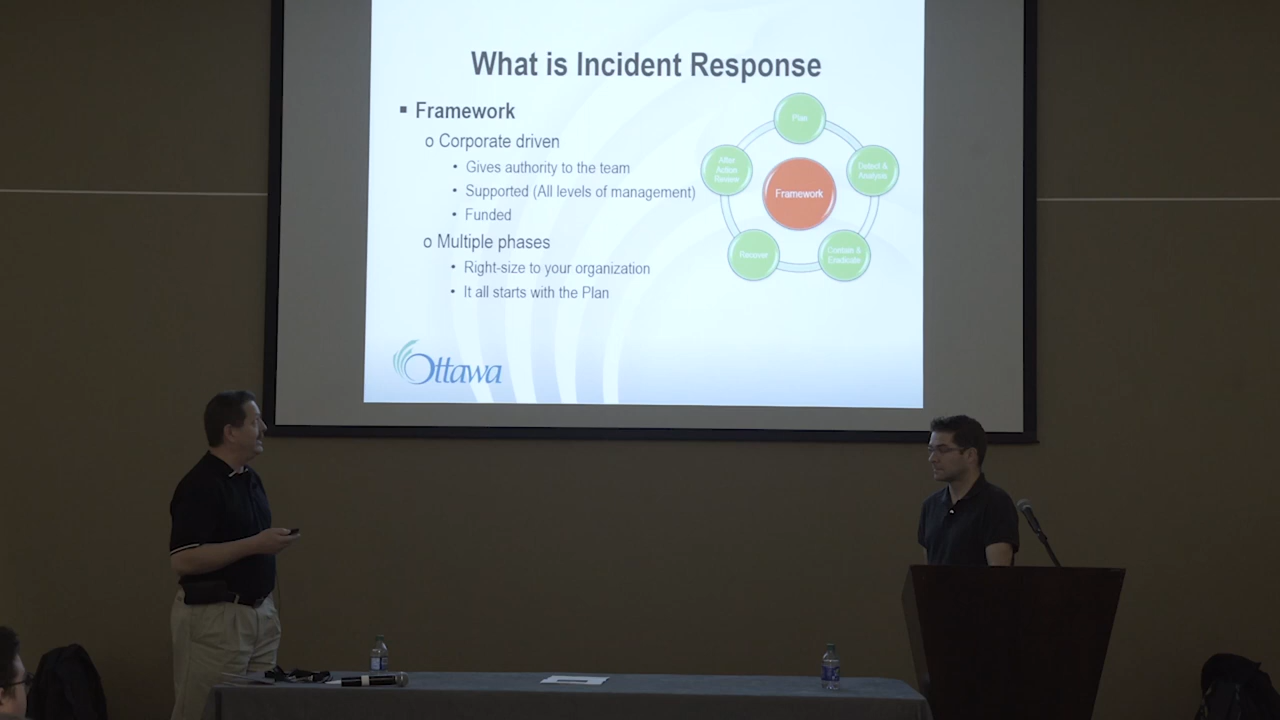 What is Incident Response
▪ Framework
o Corporate driven
• Gives authority to the team
• Supported (All levels of management)
• Funded
o Multiple phases
• Right-size to your organization
• It all starts with the Plan
Plan
Detect &
Analysis
Contain &
Eradicate
Recover
After
Action
Review
Framework
Ottawa